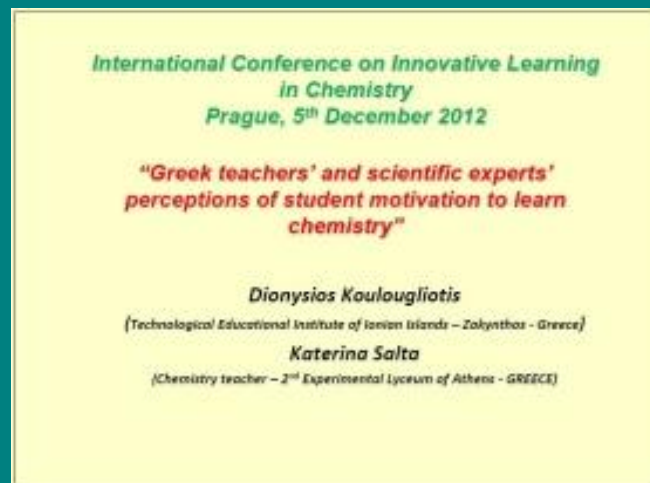 International Conference on Innovative Learning
in Chemistry
Prague, 5th December 2012
“Greek teachers’ and scientific experts’
perceptions of student motivation to learn
chemistry”
Dionysios Koulougliotis
(Technological Educational Institute of Ionian Islands – Zakynthos - Greece)
Katerina Salta
(Chemistry teacher – 2nd Experimental Lyceum of Athens - GREECE)